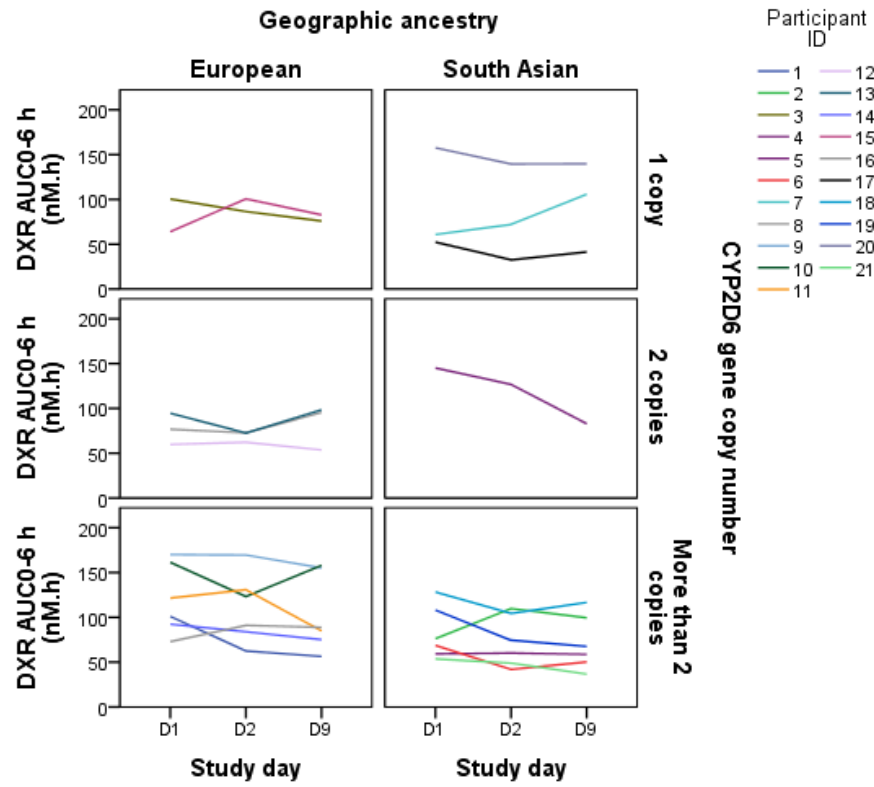 Geographic ancestry
European
South Asian
DXR AUC0-6 h
(nM.h)
200
150
100
50
0
1 copy
DXR AUC0-6 h
(nM.h)
200
150
100
50
0
2 copies
DXR AUC0-6 h
(nM.h)
200
150
100
50
0
More than 2
copies
D1 D2 D9
D1 D2 D9
Study day
Study day
CYP2D6 gene copy number
Participant
ID
1
2
3
4
5
6
7
8
9
10
11
12
13
14
15
16
17
18
19
20
21